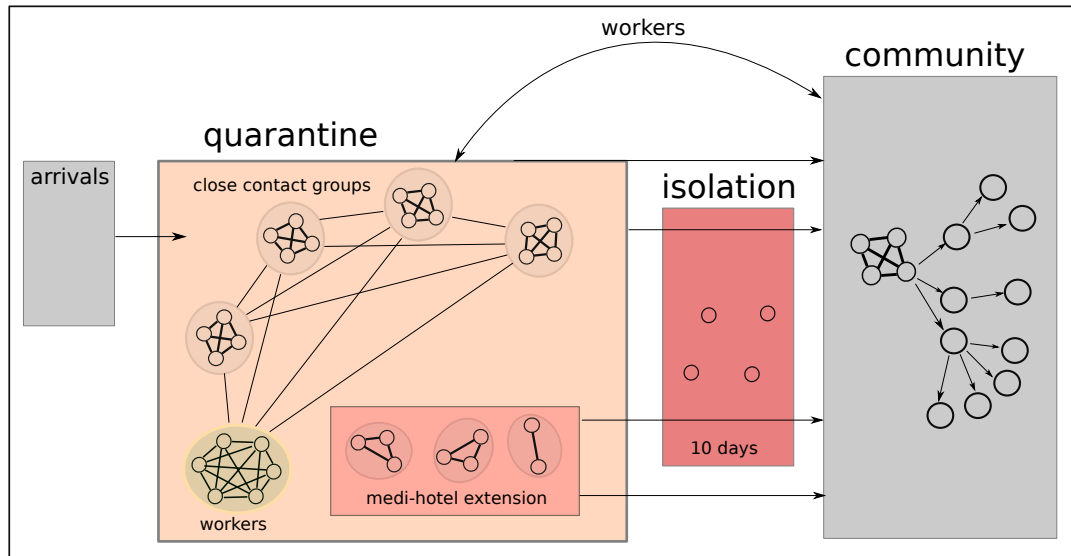 workers
community
quarantine
arrivals
close contact groups
isolation
10 days
medi-hotel extension
workers